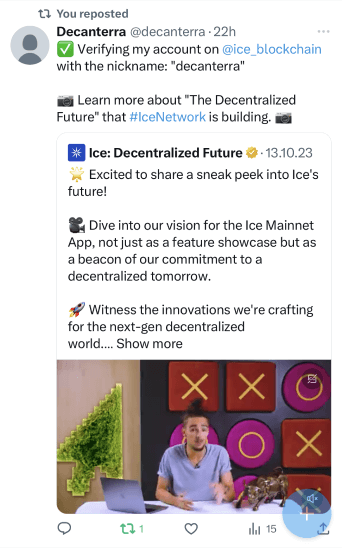 You reposted
Decanterra @decanterra · 22h
✅ Verifying my account on @ice_blockchain
with the nickname: "decanterra"
📷 Learn more about "The Decentralized
Future" that #IceNetwork is building. 📷
Ice: Decentralized Future · 13.10.23
🌟 Excited to share a sneak peek into Ice's
future!
🎥 Dive into our vision for the Ice Mainnet
App, not just as a feature showcase but as
a beacon of our commitment to a
decentralized tomorrow.
🚀 Witness the innovations we're crafting
for the next-gen decentralized
world.... Show more
1
15